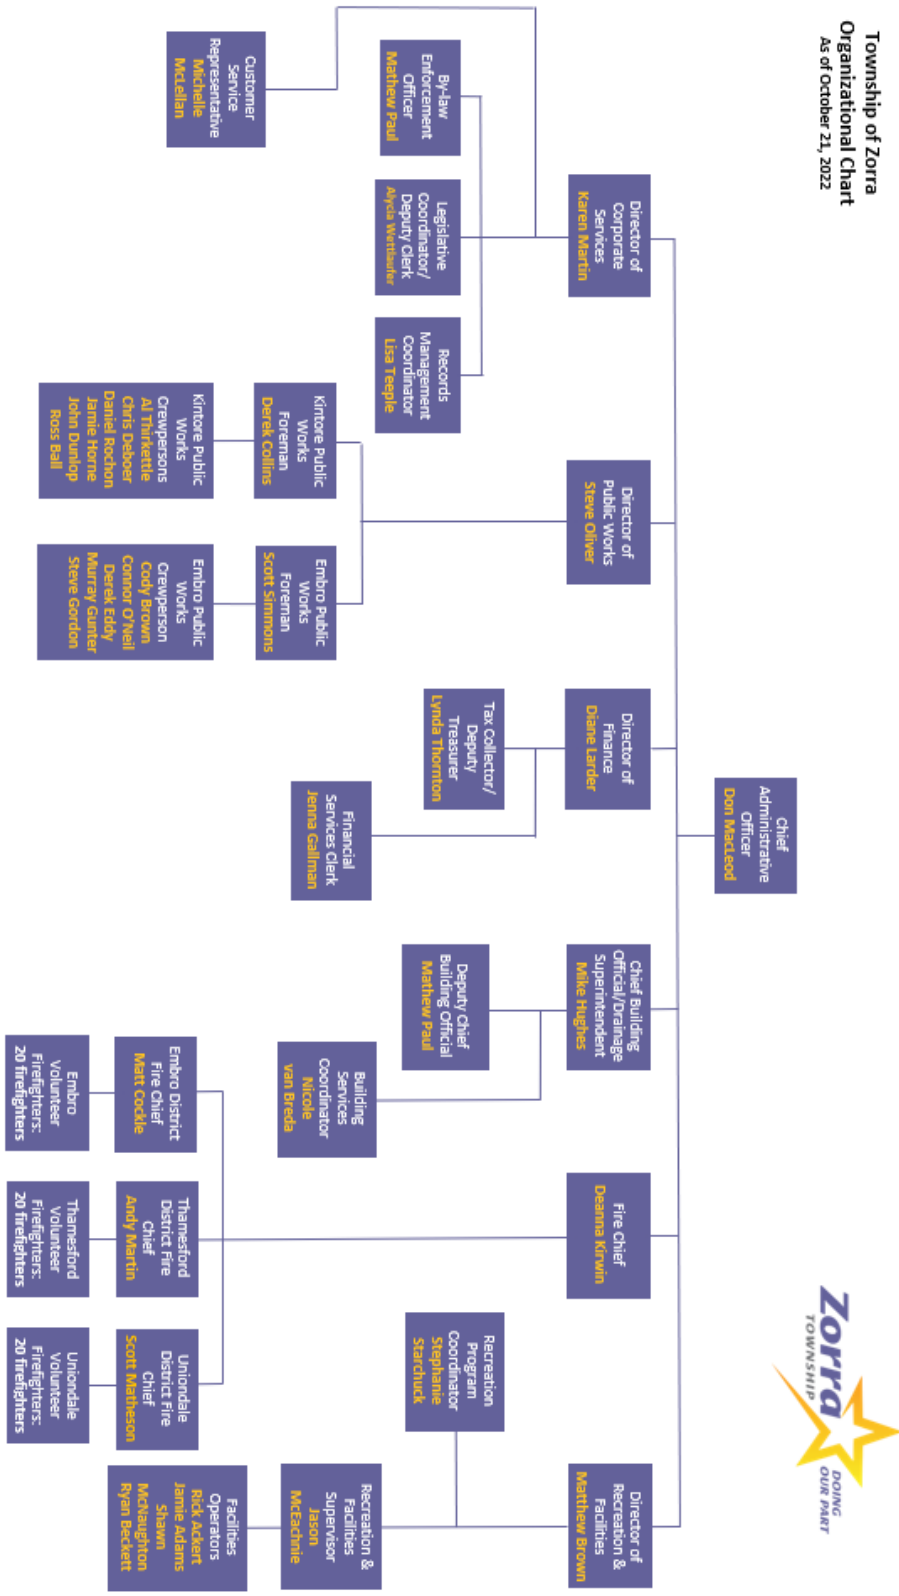 Township of Zorra
Organizational Chart
As of October 21, 2022
Zorra
TOWNSHIP
DOING
OUR PART
Chief
Administrative
Officer
Don MacLeod
Director of
Corporate
Services
Karen Martin
Director of
Public Works
Steve Oliver
Director of
Finance
Diane Larder
Chief Building
Official/Drainage
Superintendent
Mike Hughes
Fire Chief
Deanna Kirwin
Director of
Recreation &
Facilities
Matthew Brown
By-law
Enforcement
Officer
Mathew Paul
Legislative
Coordinator/
Deputy Clerk
Alycia Wettlaufer
Records
Management
Coordinator
Lisa Teeple
Tax Collector/
Deputy
Treasurer
Lynda Thornton
Deputy Chief
Building Official
Mathew Paul
Recreation
Program
Coordinator
Stephanie
Starchuck
Customer
Service
Representative
Michelle
McLellan
Kintore Public
Works
Foreman
Derek Collins
Embro Public
Works
Foreman
Scott Simmons
Financial
Services Clerk
Jenna Gallman
Building
Services
Coordinator
Nicole
van Breda
Recreation &
Facilities
Supervisor
Jason
McEachnie
Kintore Public
Works
Crewpersons
Al Thirkettle
Chris Deboer
Daniel Rochon
Jamie Horne
John Dunlop
Ross Ball
Embro Public
Works
Crewperson
Cody Brown
Connor O'Neil
Derek Eddy
Murray Gunter
Steve Gordon
Embro District
Fire Chief
Matt Cockle
Thamesford
District Fire
Chief
Andy Martin
Uniondale
District Fire
Chief
Scott Matheson
Facilities
Operators
Rick Ackert
Jamie Adams
Shawn
McNaughton
Ryan Beckett
Embro
Volunteer
Firefighters:
20 firefighters
Thamesford
Volunteer
Firefighters:
20 firefighters
Uniondale
Volunteer
Firefighters:
20 firefighters